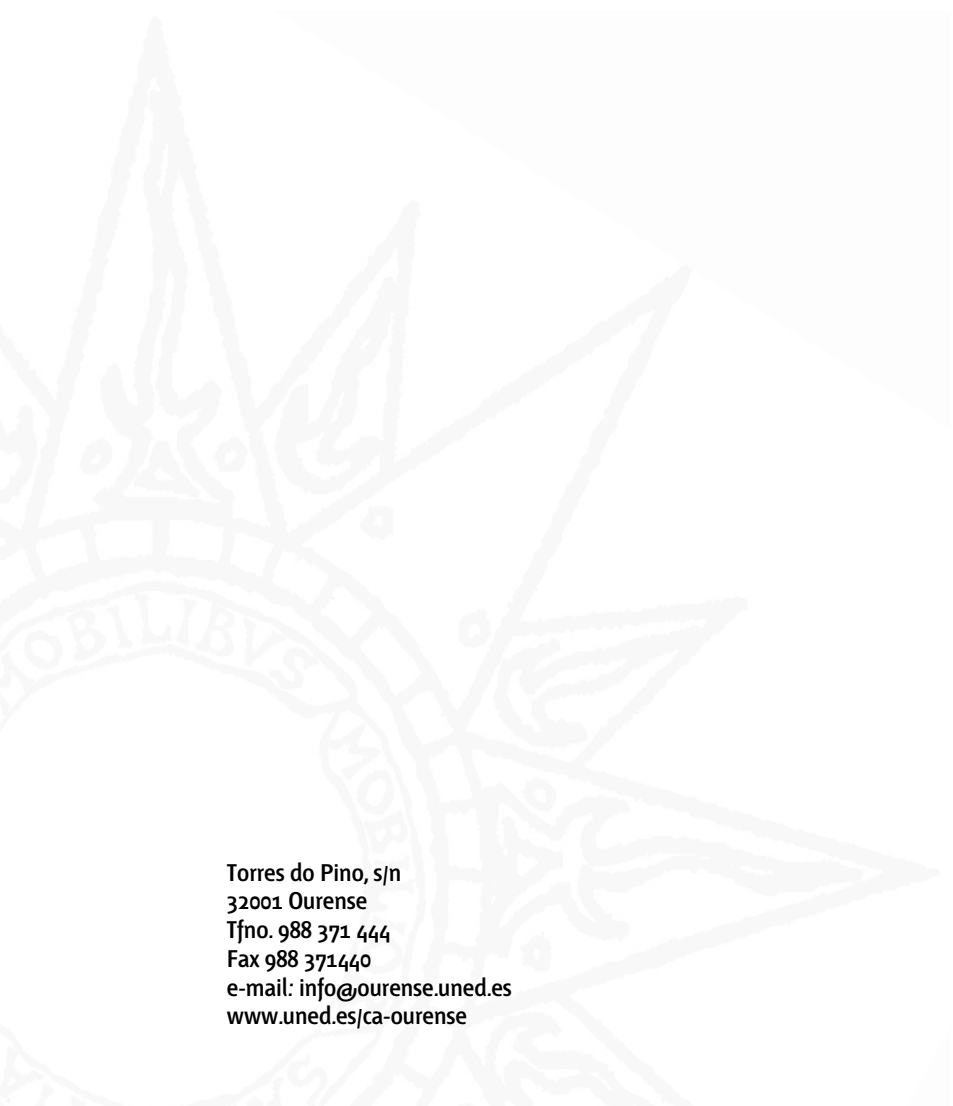 MOBILIBVS
Torres do Pino, s/n
32001 Ourense
Tfno. 988 371 444
Fax 988 371440
e-mail: info@ourense.uned.es
www.uned.es/ca-ourense